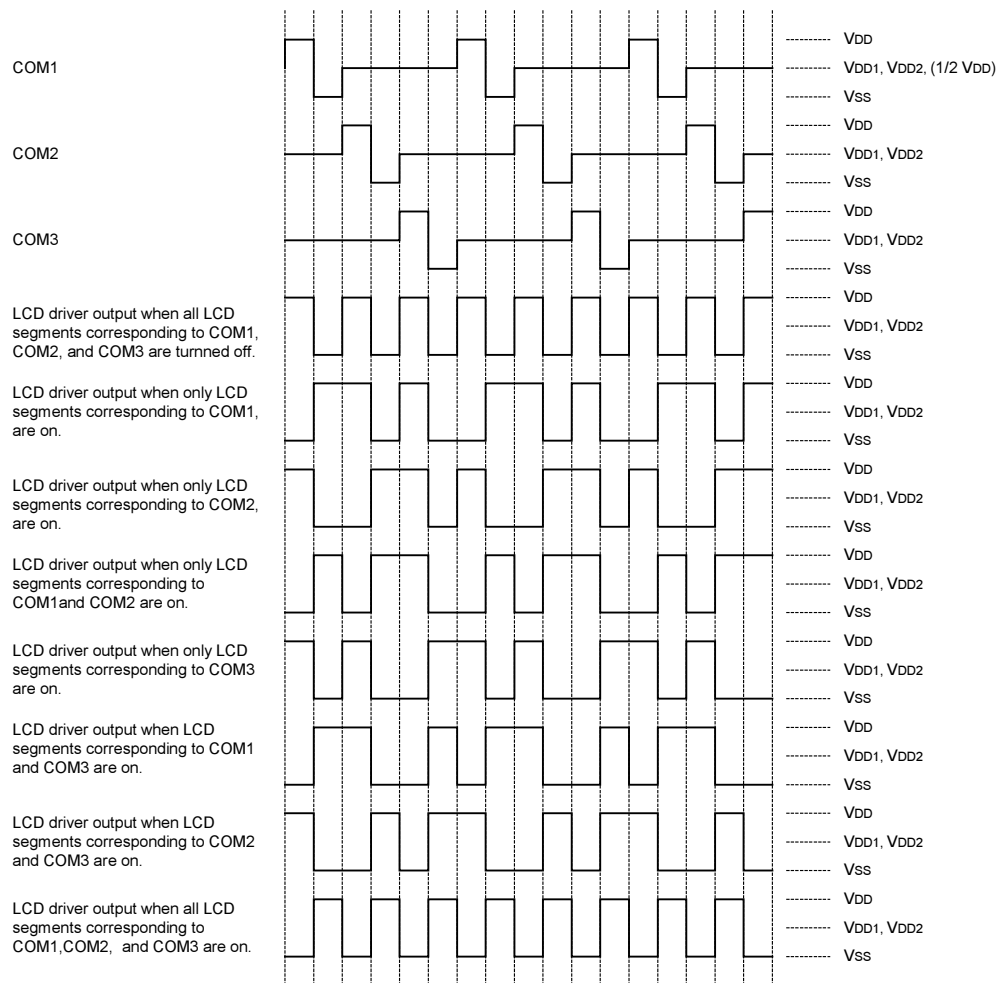 COM1
VDD
VDD1, VDD2, (1/2 VDD)
VSS
COM2
VDD
VDD1, VDD2
VSS
COM3
VDD
VDD1, VDD2
VSS
LCD driver output when all LCD
segments corresponding to COM1,
COM2, and COM3 are turnned off.
VDD
VDD1, VDD2
VSS
LCD driver output when only LCD
segments corresponding to COM1,
are on.
VDD
VDD1, VDD2
VSS
LCD driver output when only LCD
segments corresponding to COM2,
are on.
VDD
VDD1, VDD2
VSS
LCD driver output when only LCD
segments corresponding to
COM1and COM2 are on.
VDD
VDD1, VDD2
VSS
LCD driver output when only LCD
segments corresponding to COM3
are on.
VDD
VDD1, VDD2
VSS
LCD driver output when LCD
segments corresponding to COM1
and COM3 are on.
VDD
VDD1, VDD2
VSS
LCD driver output when LCD
segments corresponding to COM2
and COM3 are on.
VDD
VDD1, VDD2
VSS
LCD driver output when all LCD
segments corresponding to
COM1,COM2, and COM3 are on.
VDD
VDD1, VDD2
VSS